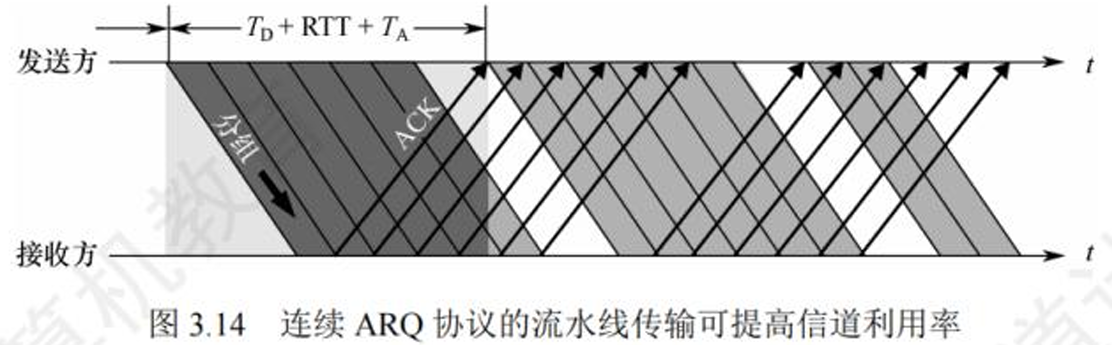 T_D + RTT + T_A
发送方
t
分组
ACK
接收方
t
图 3.14 连续 ARQ 协议的流水线传输可提高信道利用率